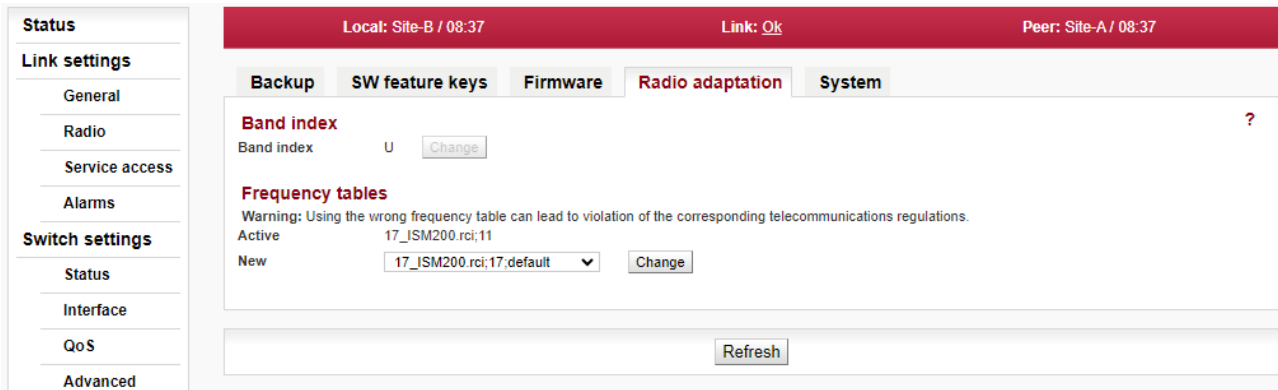 Status
Link settings
General
Radio
Service access
Alarms
Switch settings
Status
Interface
QoS
Advanced
Local: Site-B / 08:37 Link: Ok Peer: Site-A / 08:37
Backup SW feature keys Firmware Radio adaptation System
Band index ?
Band index U Change
Frequency tables
Warning: Using the wrong frequency table can lead to violation of the corresponding telecommunications regulations.
Active 17_ISM200.rci;11
New 17_ISM200.rci;17;default Change
Refresh